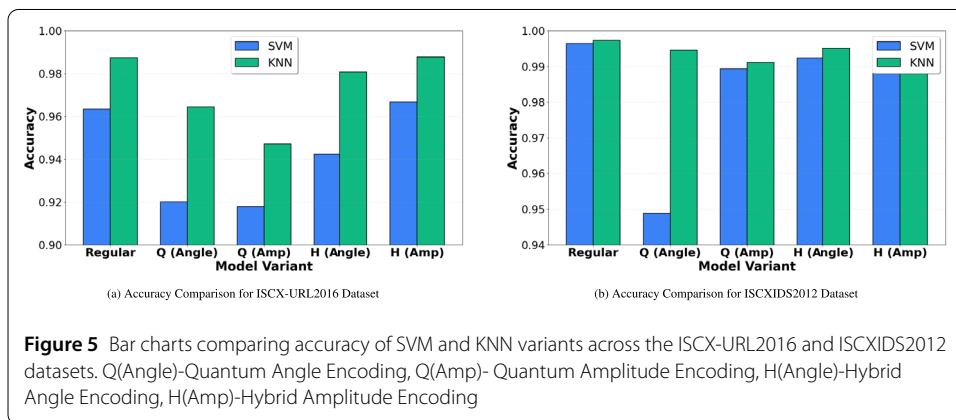 1.00
0.98
0.96
0.94
0.92
0.90
Accuracy
SVM
KNN
Regular Q (Angle) Q (Amp) H (Angle) H (Amp)
Model Variant
(a) Accuracy Comparison for ISCX-URL2016 Dataset
1.00
0.99
0.98
0.97
0.96
0.95
0.94
Accuracy
SVM
KNN
Regular Q (Angle) Q (Amp) H (Angle) H (Amp)
Model Variant
(b) Accuracy Comparison for ISCXIDS2012 Dataset
Figure 5 Bar charts comparing accuracy of SVM and KNN variants across the ISCX-URL2016 and ISCXIDS2012
datasets. Q(Angle)-Quantum Angle Encoding, Q(Amp)- Quantum Amplitude Encoding, H(Angle)-Hybrid
Angle Encoding, H(Amp)-Hybrid Amplitude Encoding